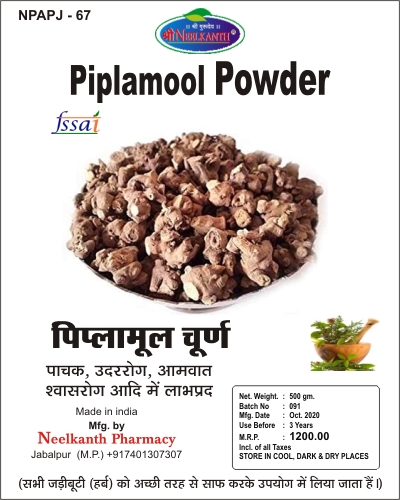 NPAPJ - 67
॥ श्री गुरूदेव ॥
श्री NEELKANTH ®
Piplamool Powder
fssai
पिप्लामूल चूर्ण
पाचक, उदररोग, आमवात
श्वासरोग आदि में लाभप्रद
Made in india
Mfg. by
Neelkanth Pharmacy
Jabalpur (M.P.) +917401307307
Net. Weight. : 500 gm.
Batch No : 091
Mfg. Date : Oct. 2020
Use Before : 3 Years
M.R.P. : 1200.00
Incl. of all Taxes
STORE IN COOL, DARK & DRY PLACES
(सभी जड़ीबूटी (हर्ब) को अच्छी तरह से साफ करके उपयोग में लिया जाता हैं।)